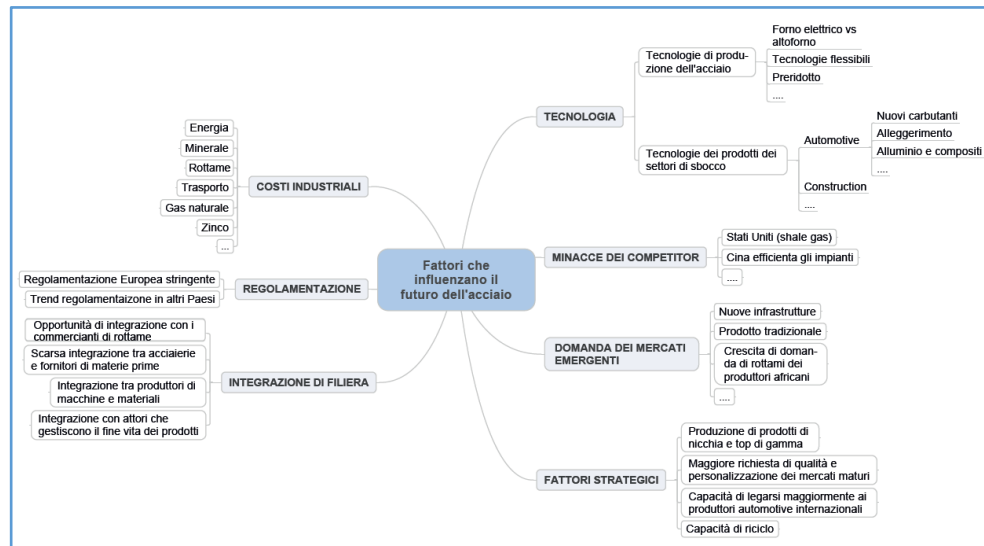 Fattori che
influenzano il
futuro dell'acciaio
COSTI INDUSTRIALI
Energia
Minerale
Rottame
Trasporto
Gas naturale
Zinco
...
REGOLAMENTAZIONE
Regolamentazione Europea stringente
Trend regolamentaizone in altri Paesi
INTEGRAZIONE DI FILIERA
Opportunità di integrazione con i
commercianti di rottame
Scarsa integrazione tra acciaierie
e fornitori di materie prime
Integrazione tra produttori di
macchine e materiali
Integrazione con attori che
gestiscono il fine vita dei prodotti
TECNOLOGIA
Tecnologie di produ-
zione dell'acciaio
Forno elettrico vs
altoforno
Tecnologie flessibili
Preridotto
....
Tecnologie dei prodotti dei
settori di sbocco
Automotive
Nuovi carbutanti
Alleggerimento
Alluminio e compositi
....
Construction
....
MINACCE DEI COMPETITOR
Stati Uniti (shale gas)
Cina efficienta gli impianti
....
DOMANDA DEI MERCATI
EMERGENTI
Nuove infrastrutture
Prodotto tradizionale
Crescita di doman-
da di rottami dei
produttori africani
....
FATTORI STRATEGICI
Produzione di prodotti di
nicchia e top di gamma
Maggiore richiesta di qualità e
personalizzazione dei mercati maturi
Capacità di legarsi maggiormente ai
produttori automotive internazionali
Capacità di riciclo